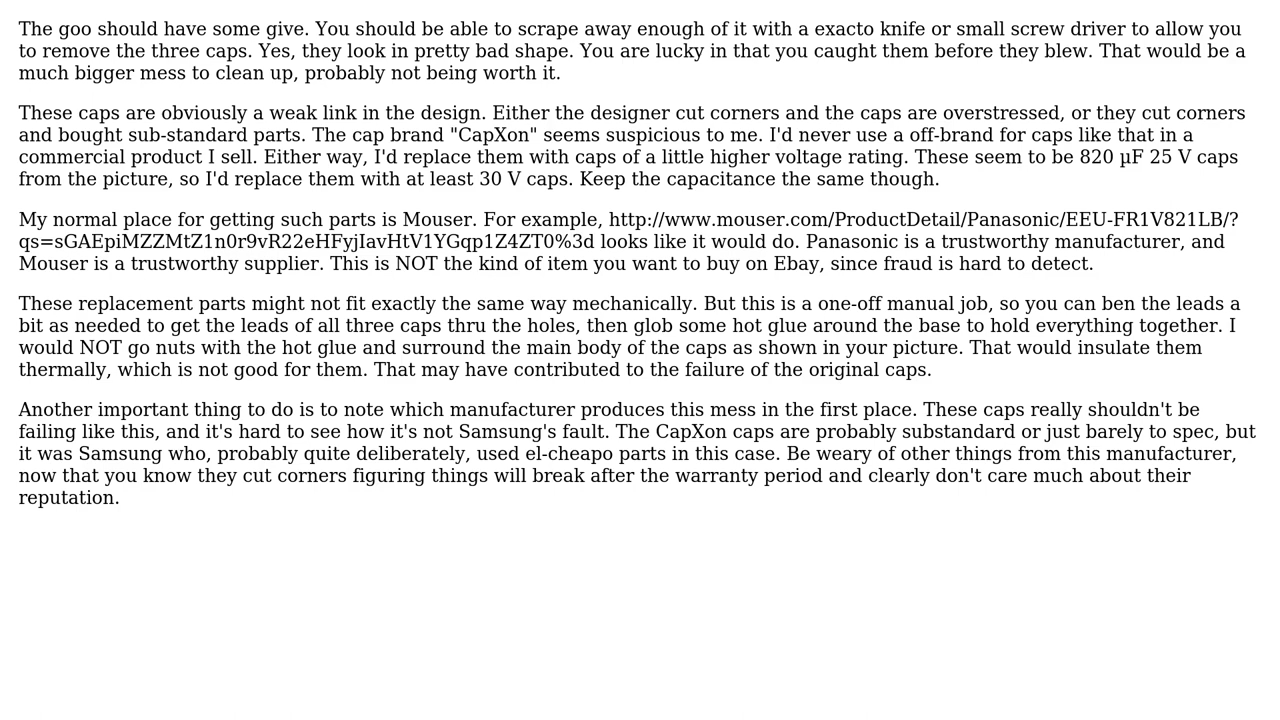 The goo should have some give. You should be able to scrape away enough of it with a exacto knife or small screw driver to allow you
to remove the three caps. Yes, they look in pretty bad shape. You are lucky in that you caught them before they blew. That would be a
much bigger mess to clean up, probably not being worth it.
These caps are obviously a weak link in the design. Either the designer cut corners and the caps are overstressed, or they cut corners
and bought sub-standard parts. The cap brand "CapXon" seems suspicious to me. I'd never use a off-brand for caps like that in a
commercial product I sell. Either way, I'd replace them with caps of a little higher voltage rating. These seem to be 820 µF 25 V caps
from the picture, so I'd replace them with at least 30 V caps. Keep the capacitance the same though.
My normal place for getting such parts is Mouser. For example, http://www.mouser.com/ProductDetail/Panasonic/EEU-FR1V821LB/?
qs=sGAEpiMZZMtZ1n0r9vR22eHFyjIavHtV1YGqp1Z4ZT0%3d looks like it would do. Panasonic is a trustworthy manufacturer, and
Mouser is a trustworthy supplier. This is NOT the kind of item you want to buy on Ebay, since fraud is hard to detect.
These replacement parts might not fit exactly the same way mechanically. But this is a one-off manual job, so you can ben the leads a
bit as needed to get the leads of all three caps thru the holes, then glob some hot glue around the base to hold everything together. I
would NOT go nuts with the hot glue and surround the main body of the caps as shown in your picture. That would insulate them
thermally, which is not good for them. That may have contributed to the failure of the original caps.
Another important thing to do is to note which manufacturer produces this mess in the first place. These caps really shouldn't be
failing like this, and it's hard to see how it's not Samsung's fault. The CapXon caps are probably substandard or just barely to spec, but
it was Samsung who, probably quite deliberately, used el-cheapo parts in this case. Be weary of other things from this manufacturer,
now that you know they cut corners figuring things will break after the warranty period and clearly don't care much about their
reputation.